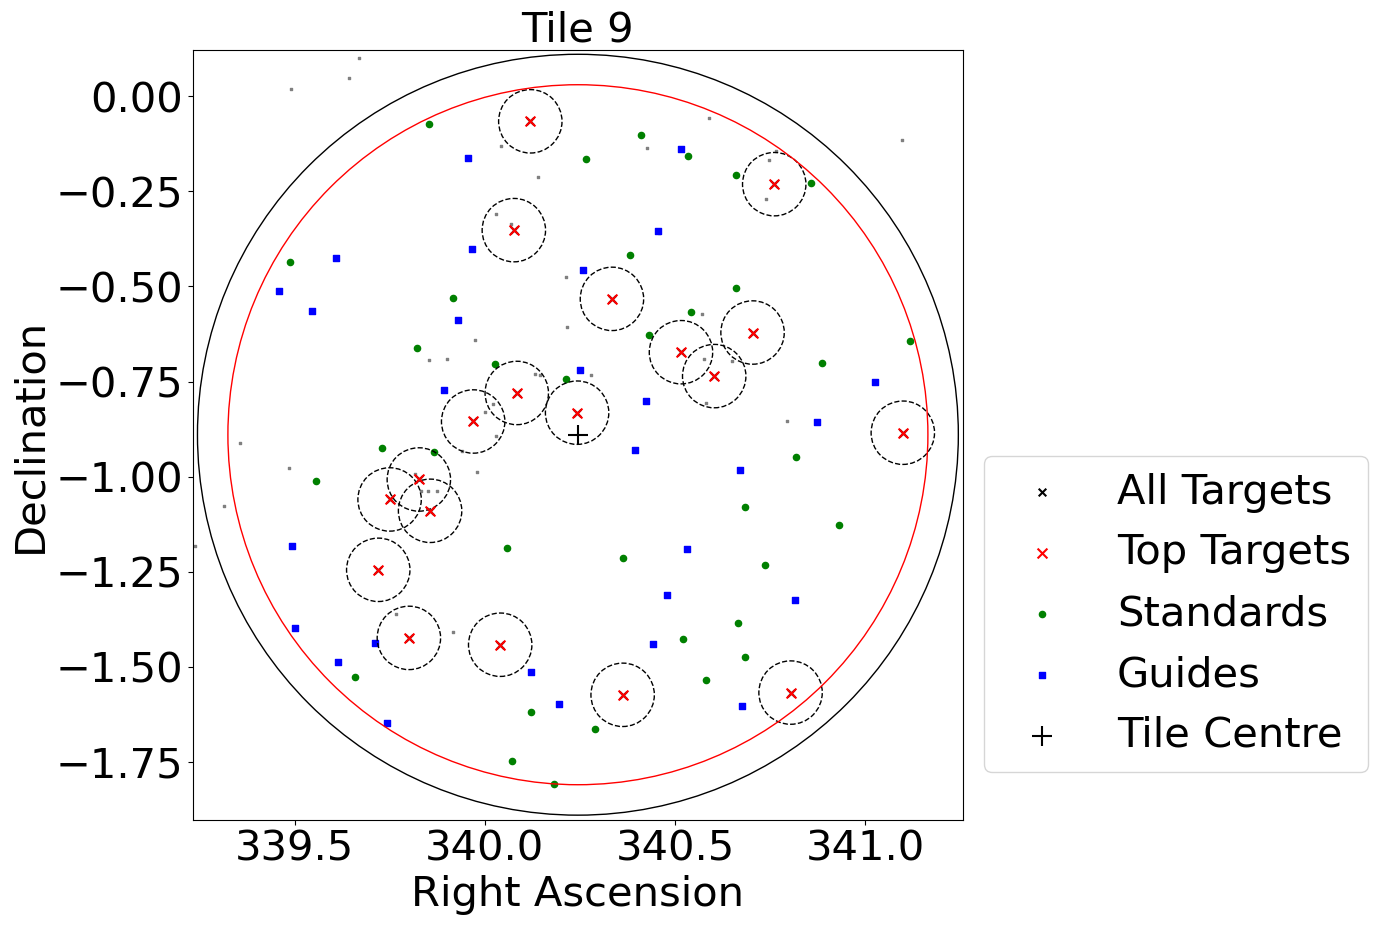 Tile 9
0.00
−0.25
−0.50
−0.75
−1.00
−1.25
−1.50
−1.75
Declination
339.5 340.0 340.5 341.0
Right Ascension
All Targets
Top Targets
Standards
Guides
Tile Centre